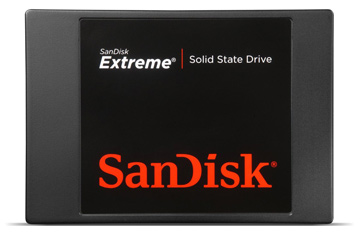 SanDisk
Extreme® | Solid State Drive
SanDisk®